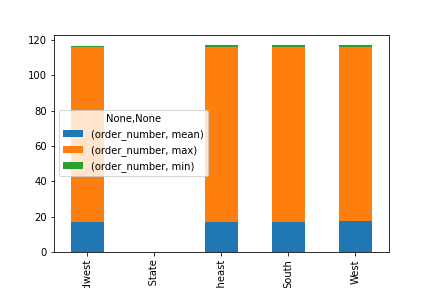 120
100
80
60
40
20
0
None,None
(order_number, mean)
(order_number, max)
(order_number, min)
dwest
State
heast
South
West